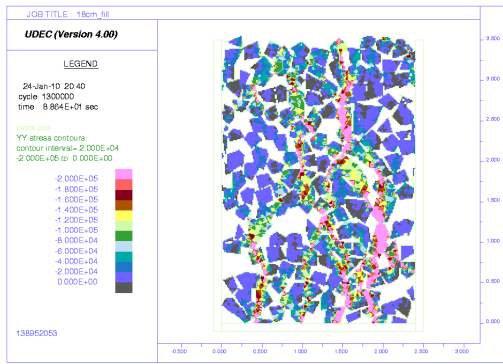 JOB TITLE : 18cm_fill
UDEC (Version 4.00)
LEGEND
24-Jan-10 20:40
cycle 1300000
time 8.864E+01 sec
YY stress contours
contour interval= 2.000E+04
-2.000E+05 to 0.000E+00
-2.000E+05
-1.800E+05
-1.600E+05
-1.400E+05
-1.200E+05
-1.000E+05
-8.000E+04
-6.000E+04
-4.000E+04
-2.000E+04
0.000E+00
138952053
3.500
3.000
2.500
2.000
1.500
1.000
0.500
0.000
-0.500
0.000
0.500
1.000
1.500
2.000
2.500
3.000